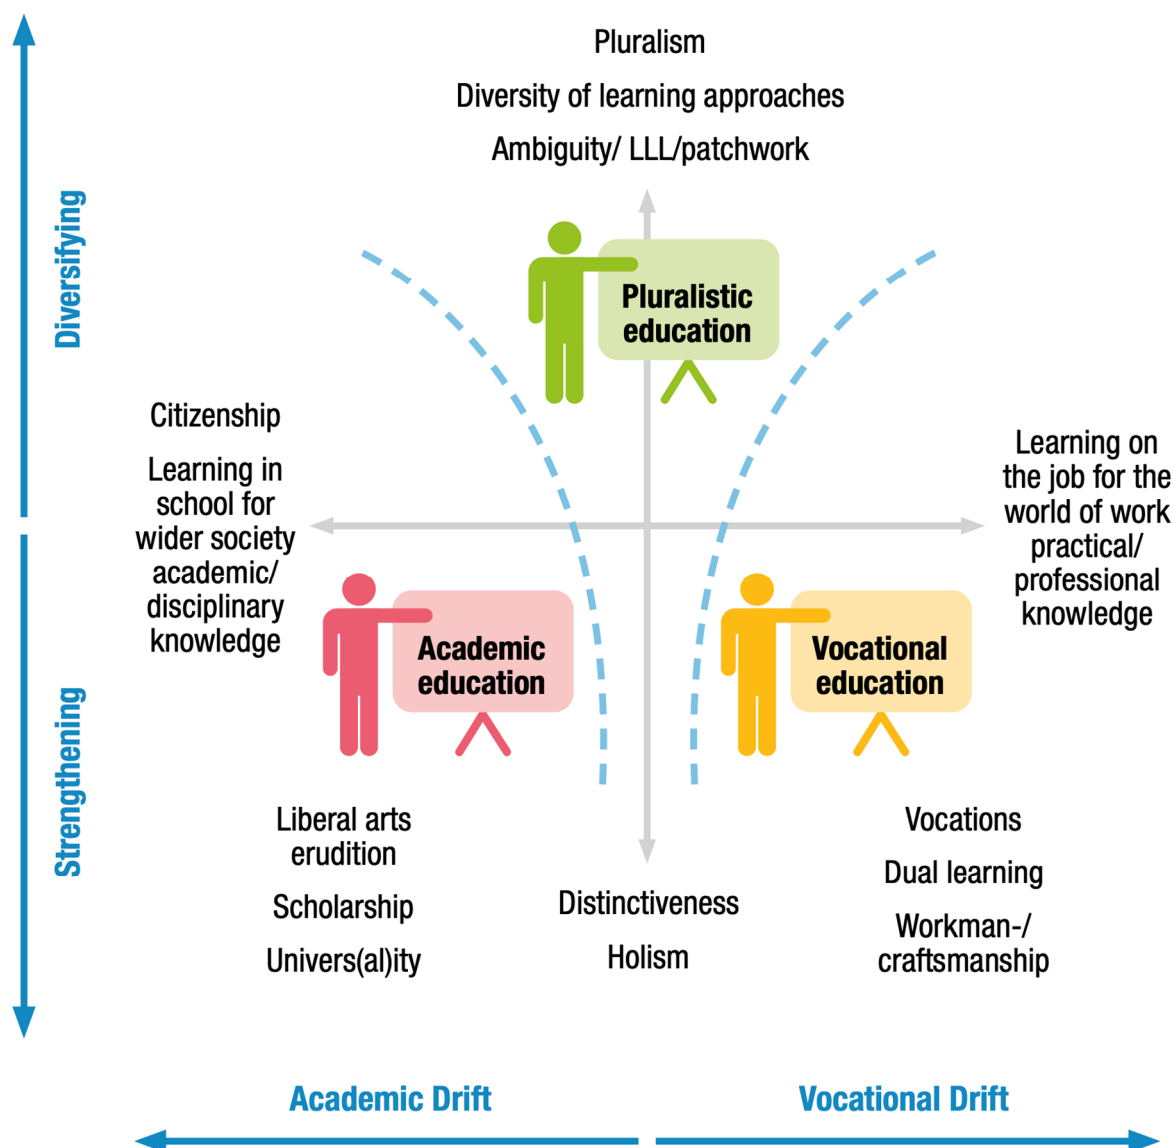 Pluralism
Diversity of learning approaches
Ambiguity/ LLL/patchwork
Diversifying
Pluralistic
education
Citizenship
Learning in
school for
wider society
academic/
disciplinary
knowledge
Learning on
the job for the
world of work
practical/
professional
knowledge
Academic
education
Vocational
education
Strengthening
Liberal arts
erudition
Scholarship
Univers(al)ity
Distinctiveness
Holism
Vocations
Dual learning
Workman-/
craftsmanship
Academic Drift
Vocational Drift